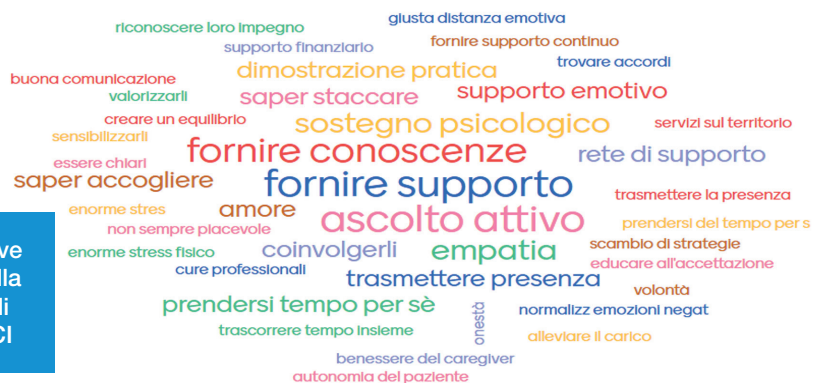 giusta distanza emotiva
riconoscere loro impegno
fornire supporto continuo
supporto finanziario
trovare accordi
dimostrazione pratica
buona comunicazione
supporto emotivo
valorizzarli
saper staccare
creare un equilibrio
sostegno psicologico
servizi sul territorio
sensibilizzarli
fornire conoscenze
rete di supporto
essere chiari
saper accogliere
fornire supporto
trasmettere la presenza
enorme stres
amore
ascolto attivo
prendersi del tempo per s
non sempre piacevole
scambio di strategie
enorme stress fisico
coinvolgerli
empatia
educare all'accettazione
cure professionali
trasmettere presenza
volontà
prendersi tempo per sè
onestà
normalizz emozioni negat
trascorrere tempo insieme
alleviare il carico
benessere del caregiver
autonomia del paziente
ve
lla
li
CI